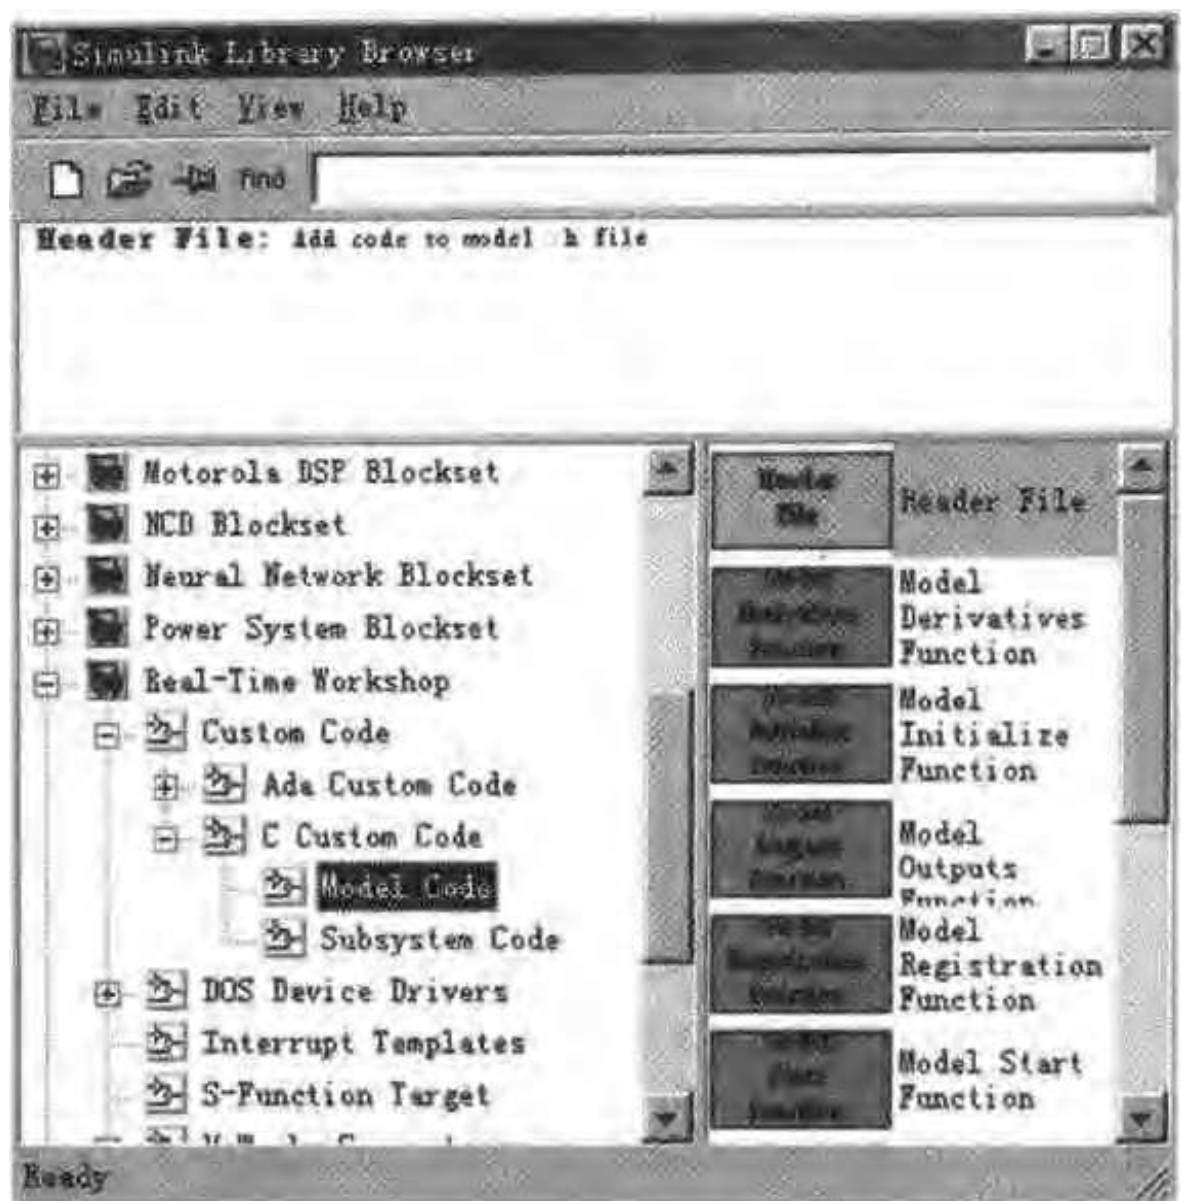 Simulink Library Browser
File Edit View Help
find
Header File: Add code to model h file
Motorola DSP Blockset
NCD Blockset
Neural Network Blockset
Power System Blockset
Real-Time Workshop
Custom Code
Ada Custom Code
C Custom Code
Model Code
Subsystem Code
DOS Device Drivers
Interrupt Templates
S-Function Target
Header
File
Header File
Model
Derivatives
Function
Model
Initialize
Function
Model
Outputs
Function
Model
Registration
Function
Model Start
Function
Ready